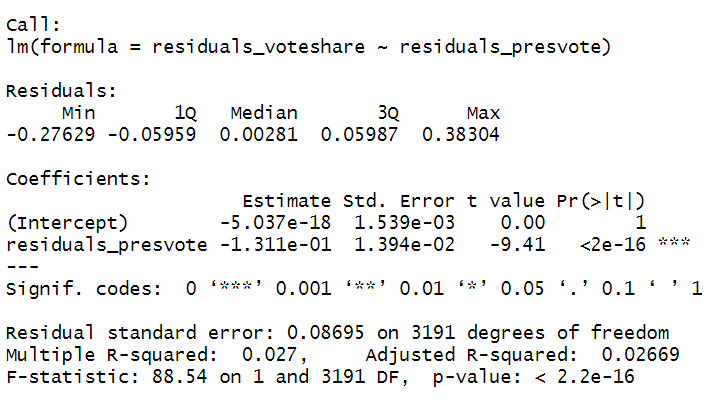 Call:
lm(formula = residuals_voteshare ~ residuals_presvote)

Residuals:
     Min       1Q   Median       3Q      Max
-0.27629 -0.05959  0.00281  0.05987  0.38304

Coefficients:
                     Estimate Std. Error t value Pr(>|t|)
(Intercept)        -5.037e-18  1.539e-03    0.00        1
residuals_presvote -1.311e-01  1.394e-02   -9.41   <2e-16 ***
---
Signif. codes:  0 ‘***’ 0.001 ‘**’ 0.01 ‘*’ 0.05 ‘.’ 0.1 ‘ ’ 1

Residual standard error: 0.08695 on 3191 degrees of freedom
Multiple R-squared:  0.027,	Adjusted R-squared:  0.02669
F-statistic: 88.54 on 1 and 3191 DF,  p-value: < 2.2e-16